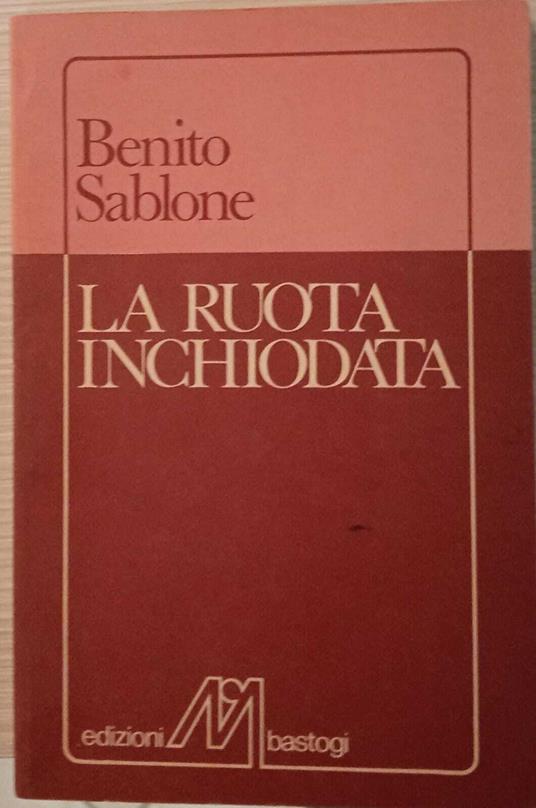 Benito
Sablone
LA RUOTA
INCHIODATA
edizioni bastogi